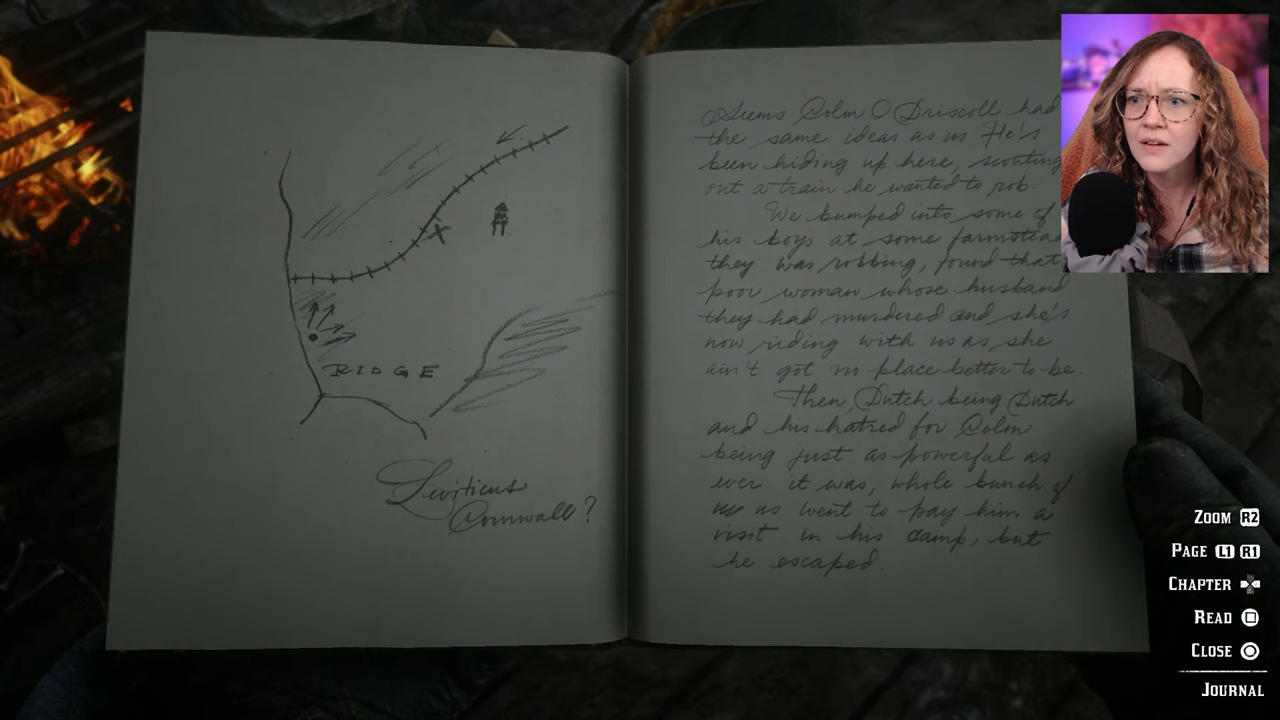 RIDGE
Leviticus
Cornwall?
Seems Colm O Driscoll had
the same ideas as us He's
been hiding up here, scouting
out a train he wanted to rob.
We bumped into some of
his boys at some farmstead
they was robbing, found that
poor woman whose husband
they had murdered and she's
now riding with us as she
ain't got no place better to be.
Then, Dutch being Dutch
and his hatred for Colm
being just as powerful as
ever it was, whole bunch of
us went to pay him a
visit in his camp, but
he escaped.
ZOOM R2
PAGE L1 R1
CHAPTER
READ
CLOSE
JOURNAL